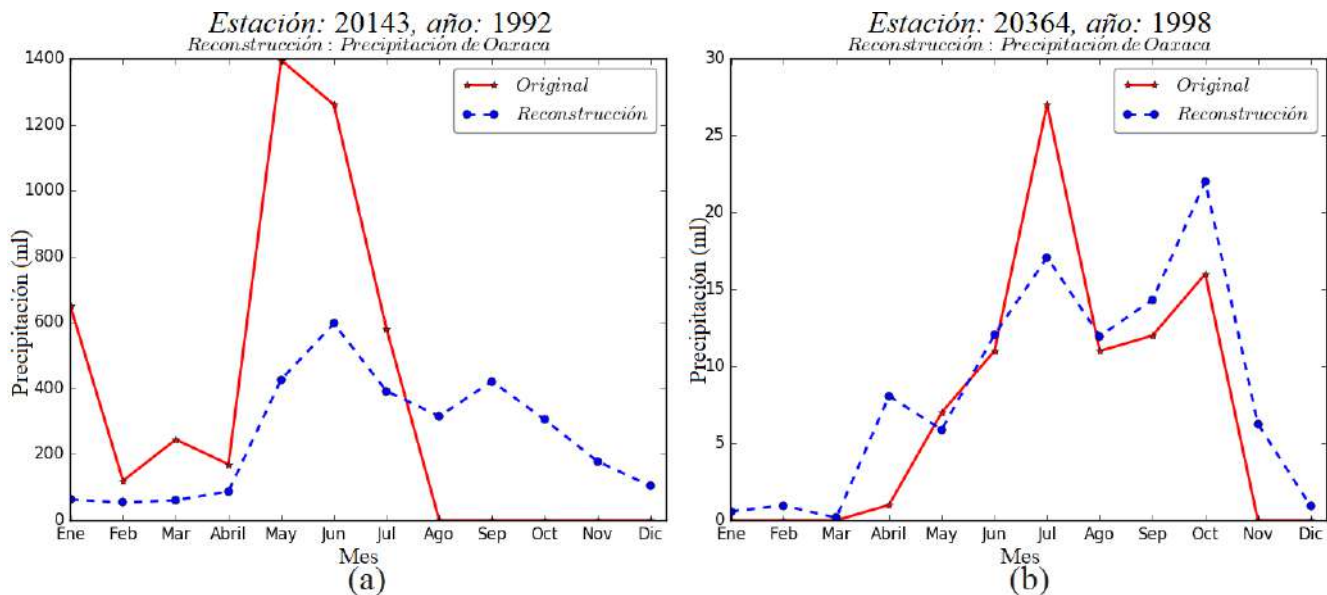 Estación: 20143, año: 1992
Reconstrucción : Precipitación de Oaxaca
1400
1200
1000
800
600
400
200
0
Precipitación (ml)
Original
Reconstrucción
Ene Feb Mar Abril May Jun Jul Ago Sep Oct Nov Dic
Mes
(a)
Estación: 20364, año: 1998
Reconstrucción : Precipitación de Oaxaca
30
25
20
15
10
5
0
Precipitación (ml)
Original
Reconstrucción
Ene Feb Mar Abril May Jun Jul Ago Sep Oct Nov Dic
Mes
(b)